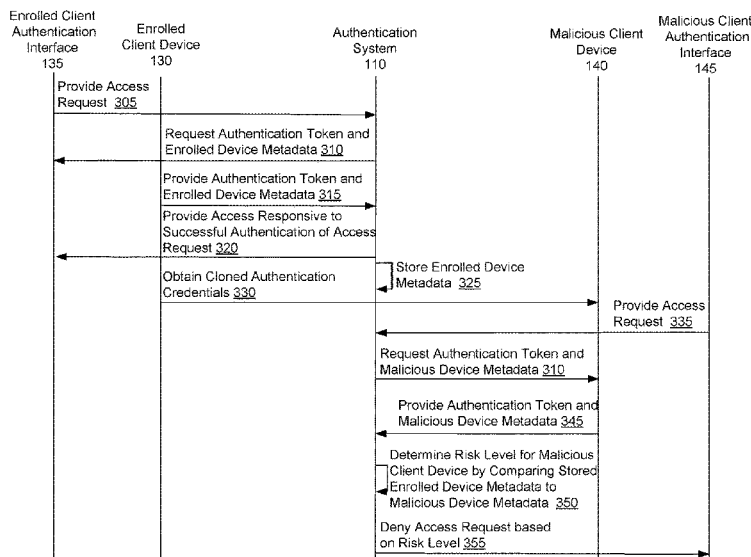 Enrolled Client
Authentication
Interface
135
Enrolled
Client Device
130
Authentication
System
110
Malicious Client
Device
140
Malicious Client
Authentication
Interface
145
Provide Access
Request 305
Request Authentication Token and
Enrolled Device Metadata 310
Provide Authentication Token and
Enrolled Device Metadata 315
Provide Access Responsive to
Successful Authentication of Access
Request 320
Store Enrolled Device
Metadata 325
Obtain Cloned Authentication
Credentials 330
Provide Access
Request 335
Request Authentication Token and
Malicious Device Metadata 310
Provide Authentication Token and
Malicious Device Metadata 345
Determine Risk Level for Malicious
Client Device by Comparing Stored
Enrolled Device Metadata to
Malicious Device Metadata 350
Deny Access Request based
on Risk Level 355